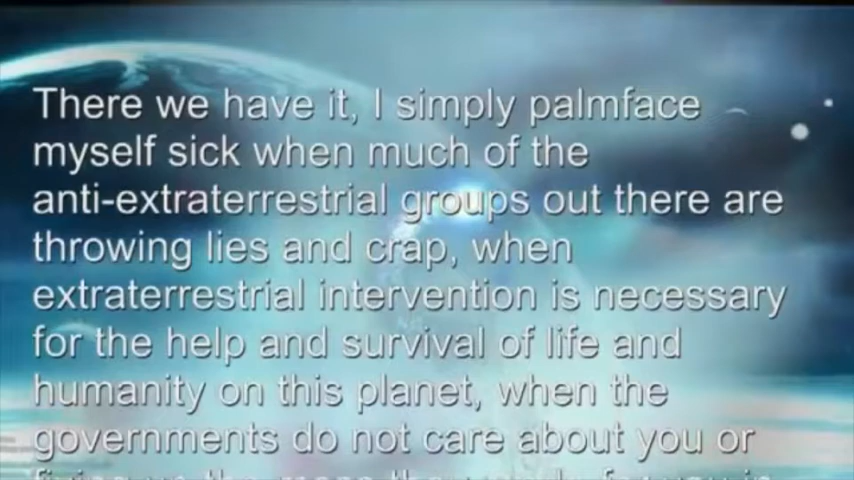 There we have it, I simply palmface
myself sick when much of the
anti-extraterrestrial groups out there are
throwing lies and crap, when
extraterrestrial intervention is necessary
for the help and survival of life and
humanity on this planet, when the
governments do not care about you or